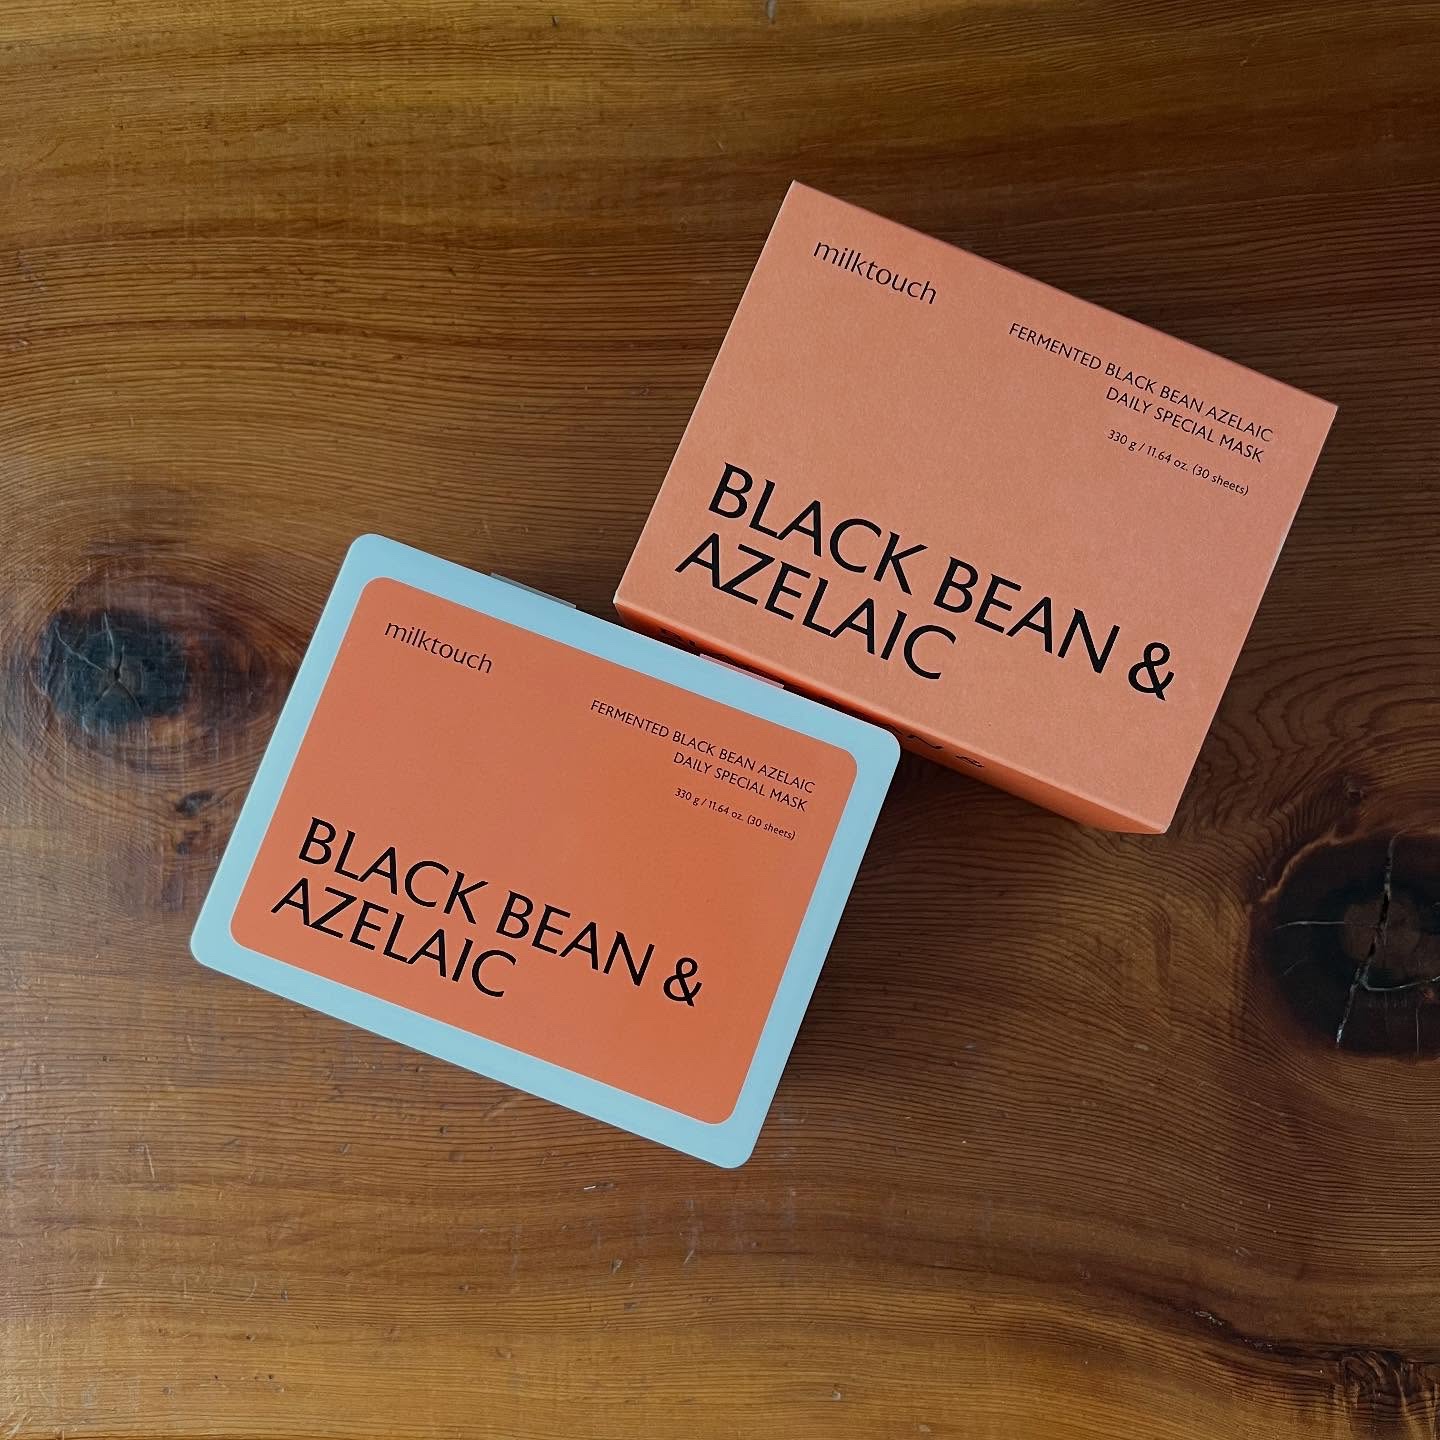 milktouch
FERMENTED BLACK BEAN AZELAIC
DAILY SPECIAL MASK
330 g / 11.64 oz. (30 sheets)
BLACK BEAN &
AZELAIC
milktouch
FERMENTED BLACK BEAN AZELAIC
DAILY SPECIAL MASK
330 g / 11.64 oz. (30 sheets)
BLACK BEAN &
AZELAIC